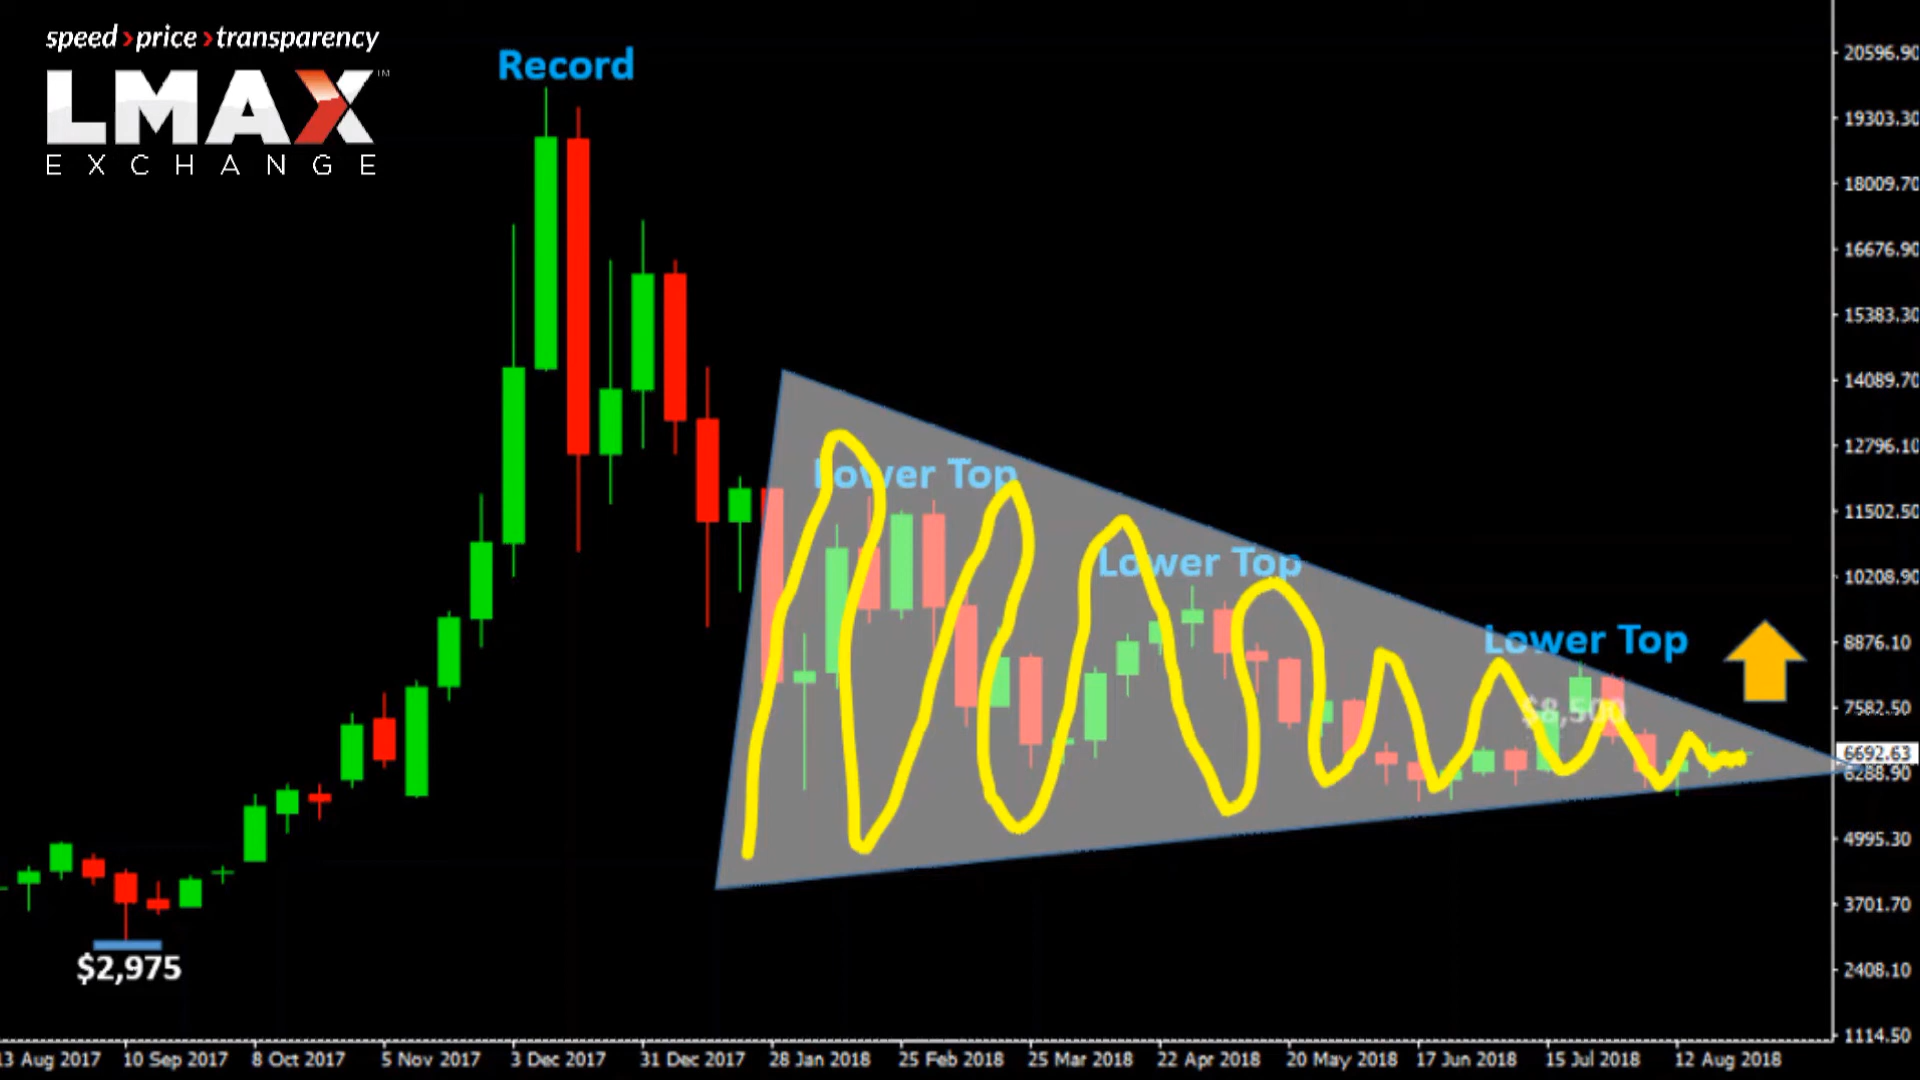 speed›price›transparency
LMAX™
EXCHANGE
Record
Lower Top
Lower Top
Lower Top
$8,500
$2,975
20596.90
19303.30
18009.70
16676.90
15383.30
14089.70
12796.10
11502.50
10208.90
8876.10
7582.50
6692.63
6288.90
4995.30
3701.70
2408.10
1114.50
13 Aug 2017 10 Sep 2017 8 Oct 2017 5 Nov 2017 3 Dec 2017 31 Dec 2017 28 Jan 2018 25 Feb 2018 25 Mar 2018 22 Apr 2018 20 May 2018 17 Jun 2018 15 Jul 2018 12 Aug 2018